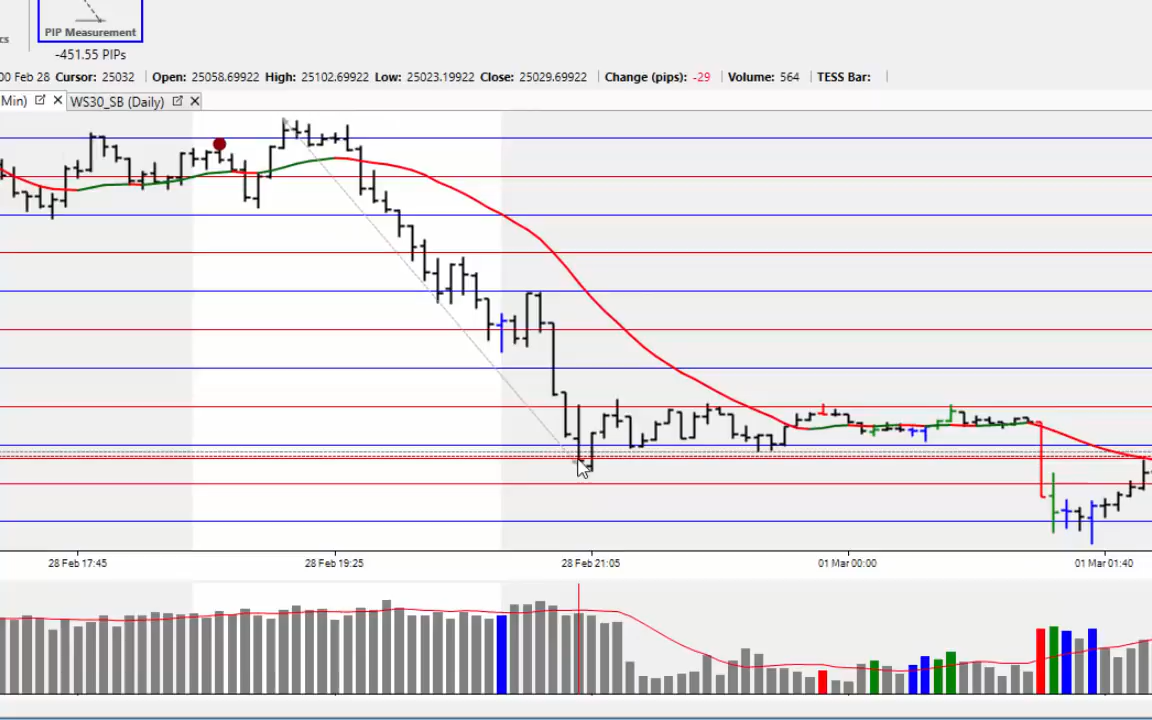 cs
PIP Measurement
-451.55 PIPs
00 Feb 28 Cursor: 25032 Open: 25058.69922 High: 25102.69922 Low: 25023.19922 Close: 25029.69922 Change (pips): -29 Volume: 564 TESS Bar:
Min) WS30_SB (Daily)
28 Feb 17:45 28 Feb 19:25 28 Feb 21:05 01 Mar 00:00 01 Mar 01:40